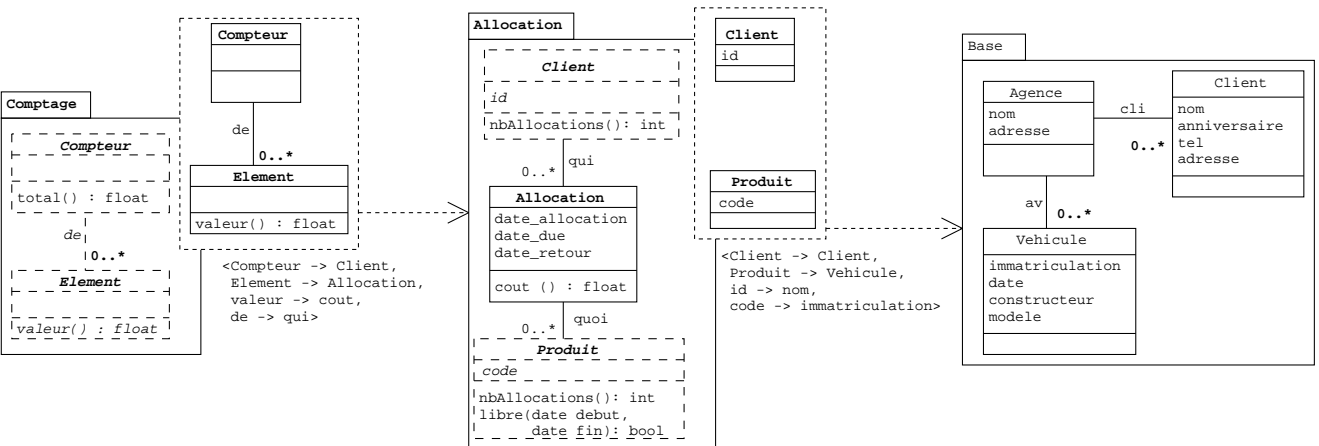 Comptage
Compteur
total() : float
de
0..*
Element
valeur() : float
Compteur
de
0..*
Element
valeur() : float
<Compteur -> Client,
Element -> Allocation,
valeur -> cout,
de -> qui>
Allocation
Client
id
nbAllocations(): int
qui
0..*
Allocation
date_allocation
date_due
date_retour
cout () : float
quoi
0..*
Produit
code
nbAllocations(): int
libre(date debut,
date fin): bool
Client
id
Produit
code
<Client -> Client,
Produit -> Vehicule,
id -> nom,
code -> immatriculation>
Base
Agence
nom
adresse
cli
0..*
Client
nom
anniversaire
tel
adresse
av
0..*
Vehicule
immatriculation
date
constructeur
modele